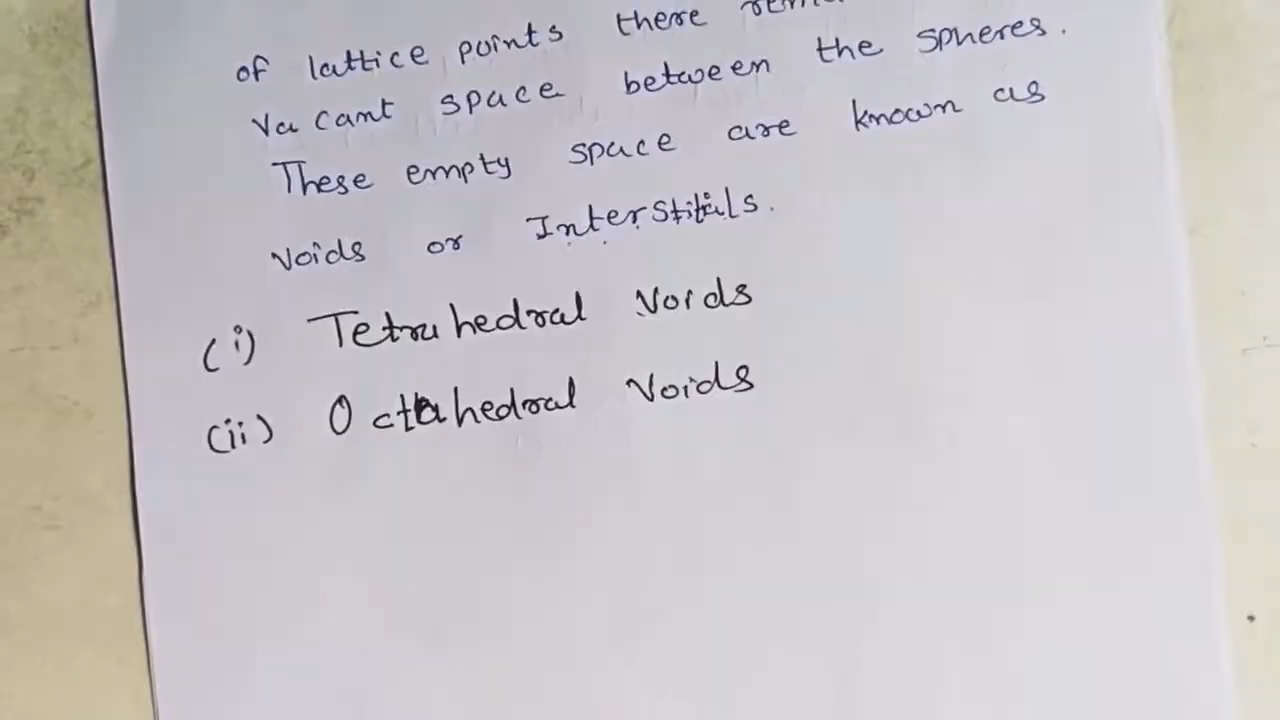 of lattice points there
Vacant space between the spheres.
These empty space are known as
Voids or Interstitials.
(i) Tetrahedral Voids
(ii) Octahedral Voids